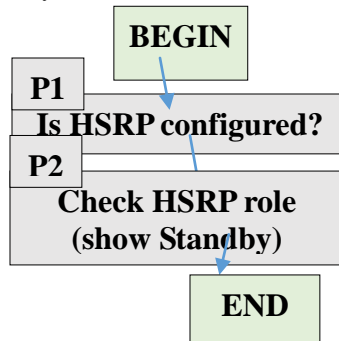 BEGIN
P1
Is HSRP configured?
P2
Check HSRP role
(show Standby)
END